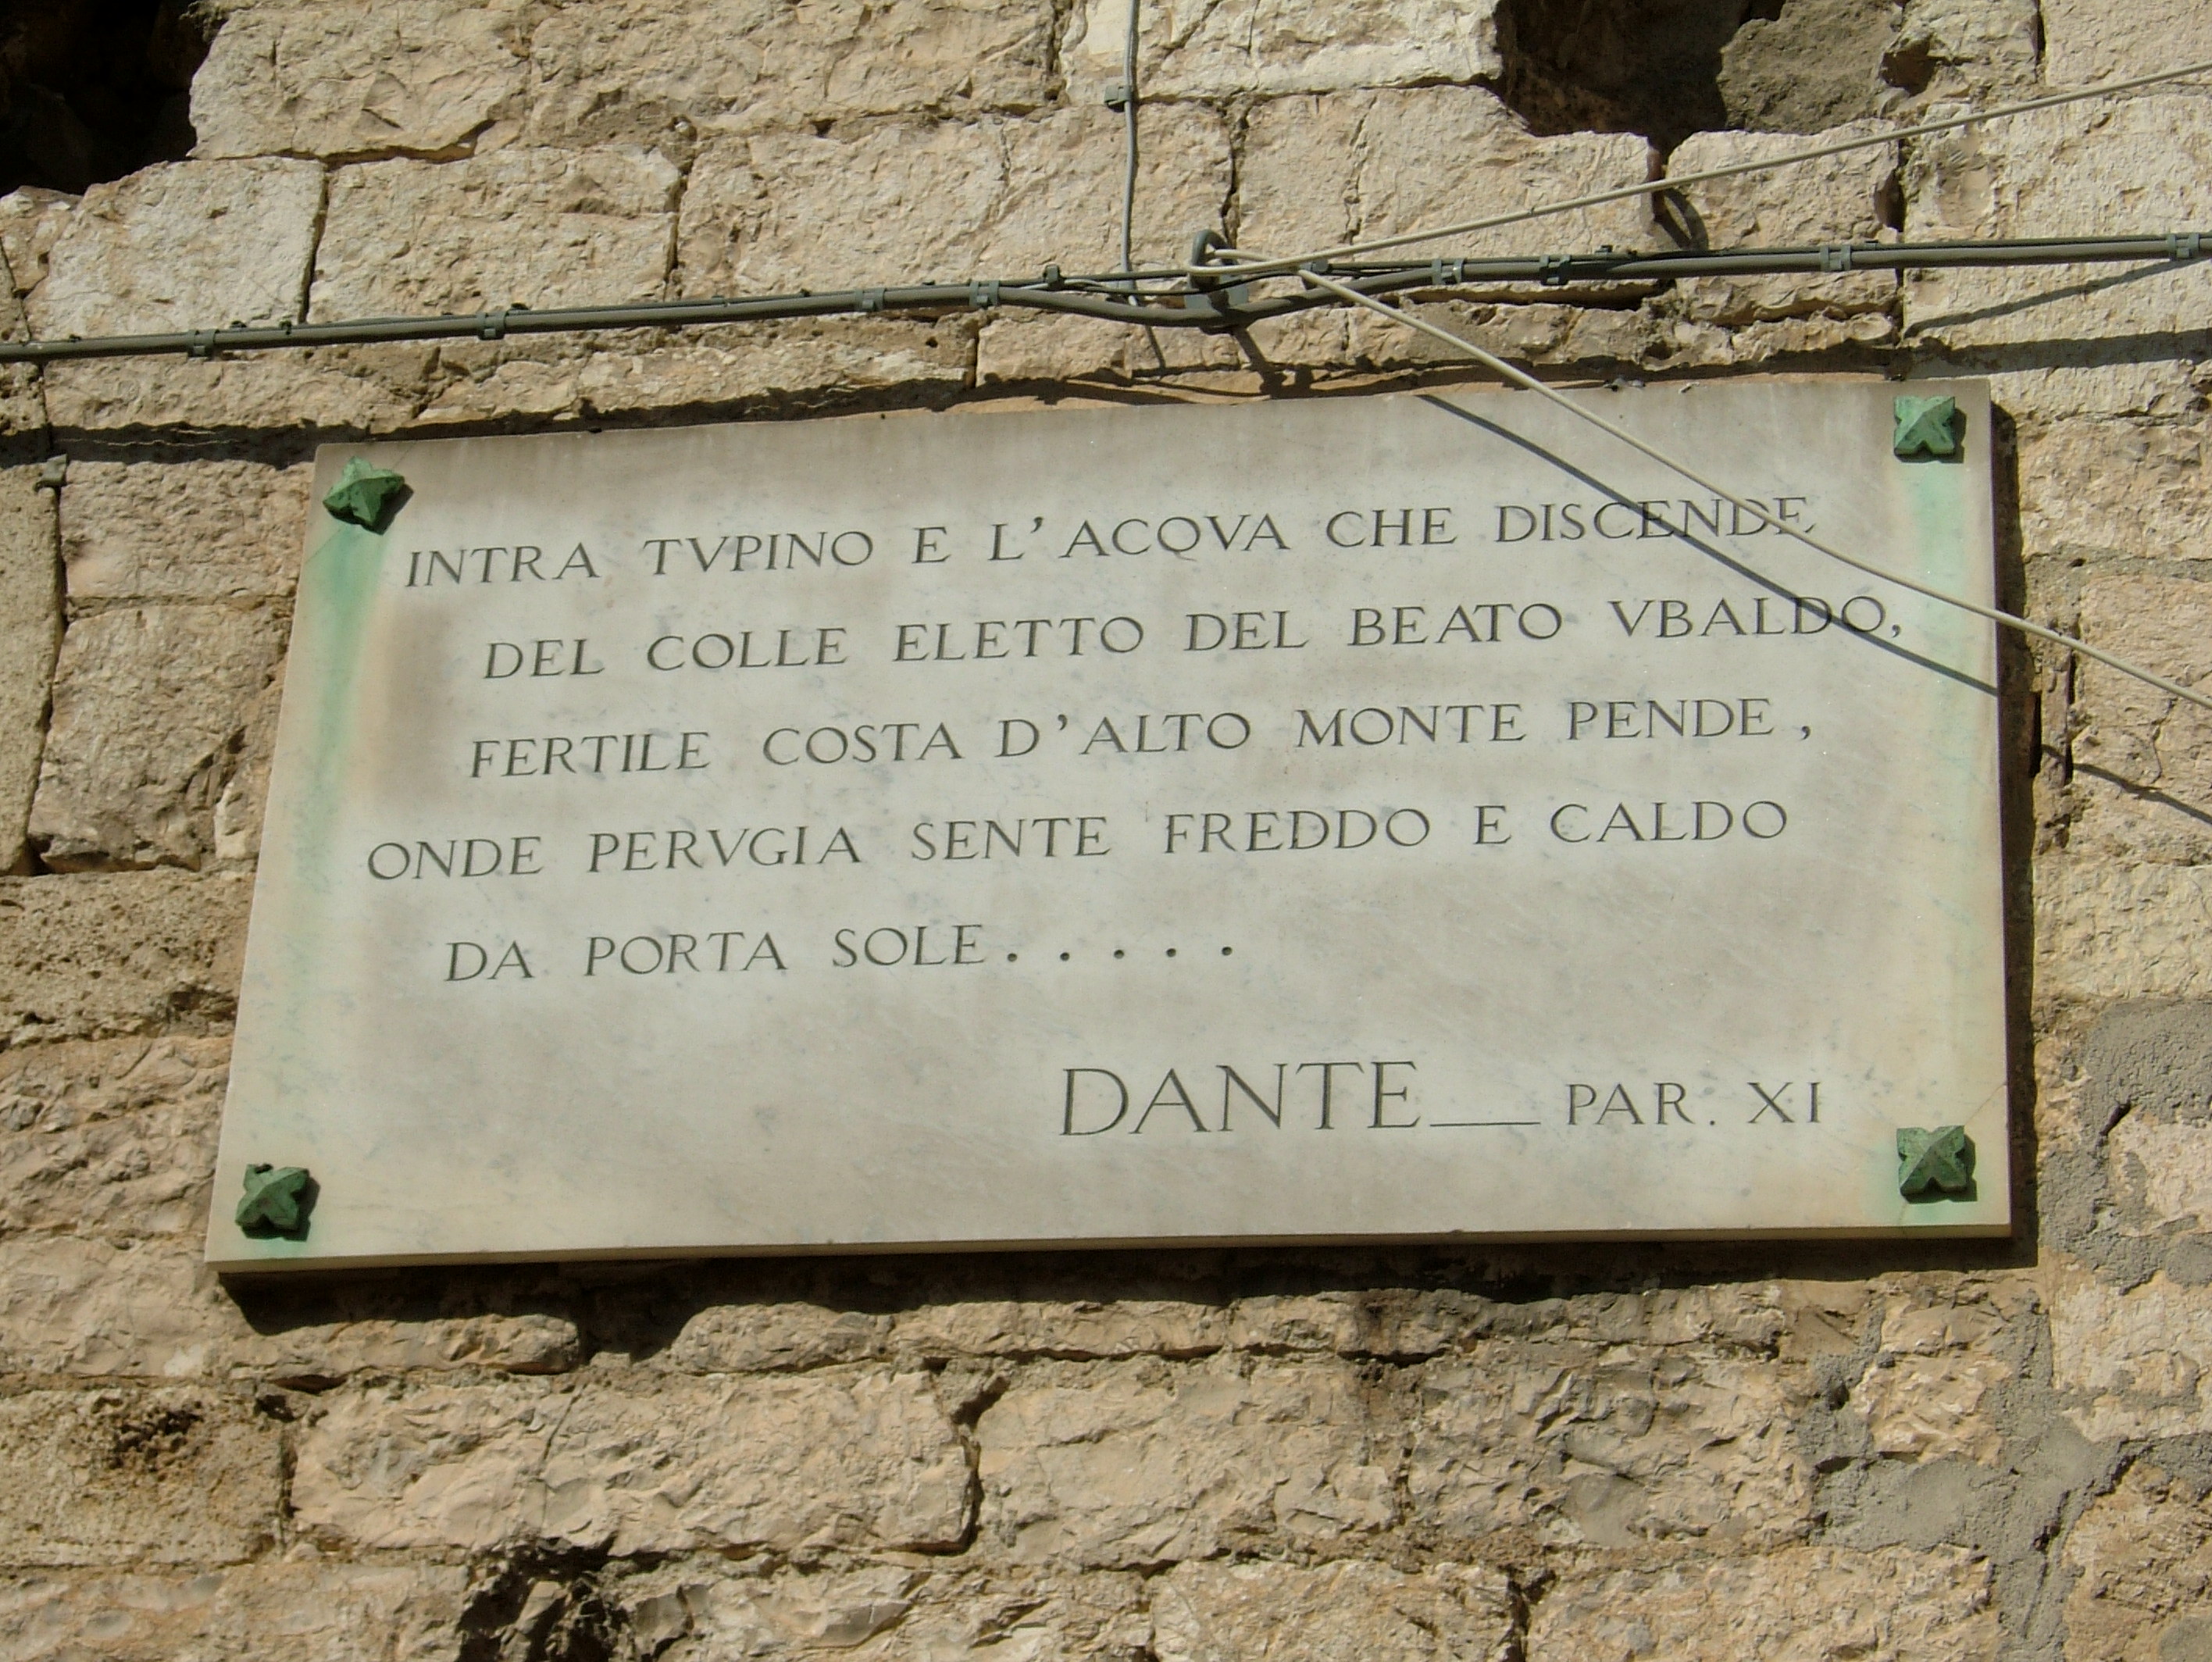 INTRA TVPINO E L'ACQVA CHE DISCENDE
DEL COLLE ELETTO DEL BEATO VBALDO,
FERTILE COSTA D'ALTO MONTE PENDE,
ONDE PERVGIA SENTE FREDDO E CALDO
DA PORTA SOLE.....
DANTE__ PAR. XI